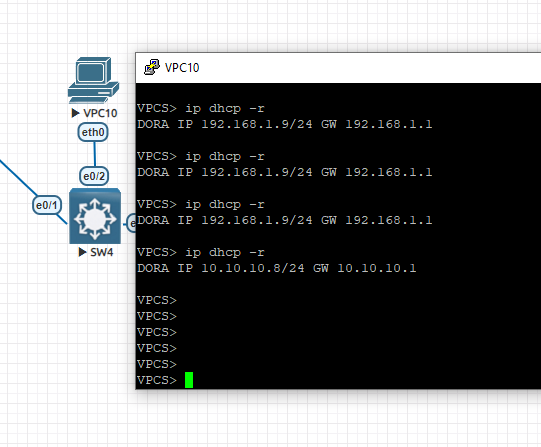 VPC10
VPCS> ip dhcp -r
DORA IP 192.168.1.9/24 GW 192.168.1.1
VPCS> ip dhcp -r
DORA IP 192.168.1.9/24 GW 192.168.1.1
VPCS> ip dhcp -r
DORA IP 192.168.1.9/24 GW 192.168.1.1
VPCS> ip dhcp -r
DORA IP 10.10.10.8/24 GW 10.10.10.1
VPCS>
VPCS>
VPCS>
VPCS>
VPCS>
VPCS>
VPC10
eth0
e0/2
e0/1
SW4